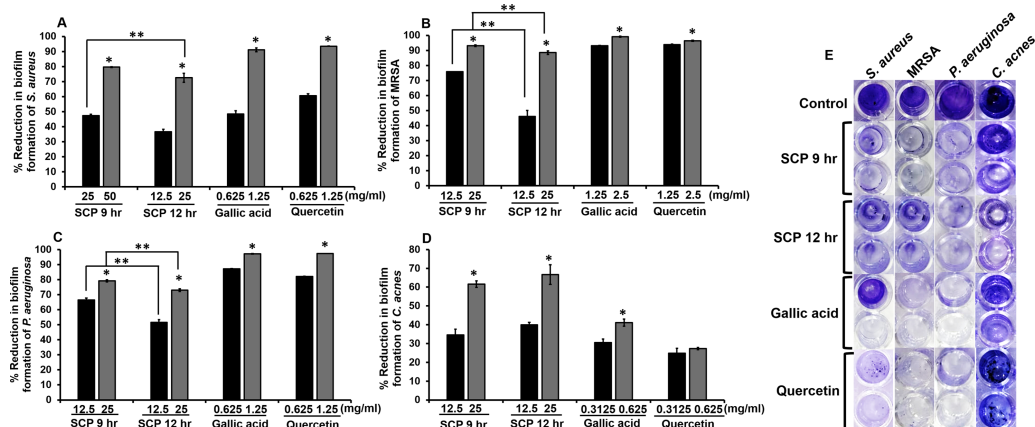 A
% Reduction in biofilm
formation of S. aureus
100
90
80
70
60
50
40
30
20
10
0
**
*
*
*
*
25 50 12.5 25 0.625 1.25 0.625 1.25 (mg/ml)
SCP 9 hr SCP 12 hr Gallic acid Quercetin
B
% Reduction in biofilm
formation of MRSA
100
90
80
70
60
50
40
30
20
10
0
**
**
*
*
*
*
12.5 25 12.5 25 1.25 2.5 1.25 2.5 (mg/ml)
SCP 9 hr SCP 12 hr Gallic acid Quercetin
C
% Reduction in biofilm
formation of P. aeruginosa
100
90
80
70
60
50
40
30
20
10
0
**
**
*
*
*
*
12.5 25 12.5 25 0.625 1.25 0.625 1.25 (mg/ml)
SCP 9 hr SCP 12 hr Gallic acid Quercetin
D
% Reduction in biofilm
formation of C. acnes
80
70
60
50
40
30
20
10
0
*
*
*
12.5 25 12.5 25 0.3125 0.625 0.3125 0.625 (mg/ml)
SCP 9 hr SCP 12 hr Gallic acid Quercetin
E
S. aureus MRSA P. aeruginosa C. acnes
Control
SCP 9 hr
SCP 12 hr
Gallic acid
Quercetin